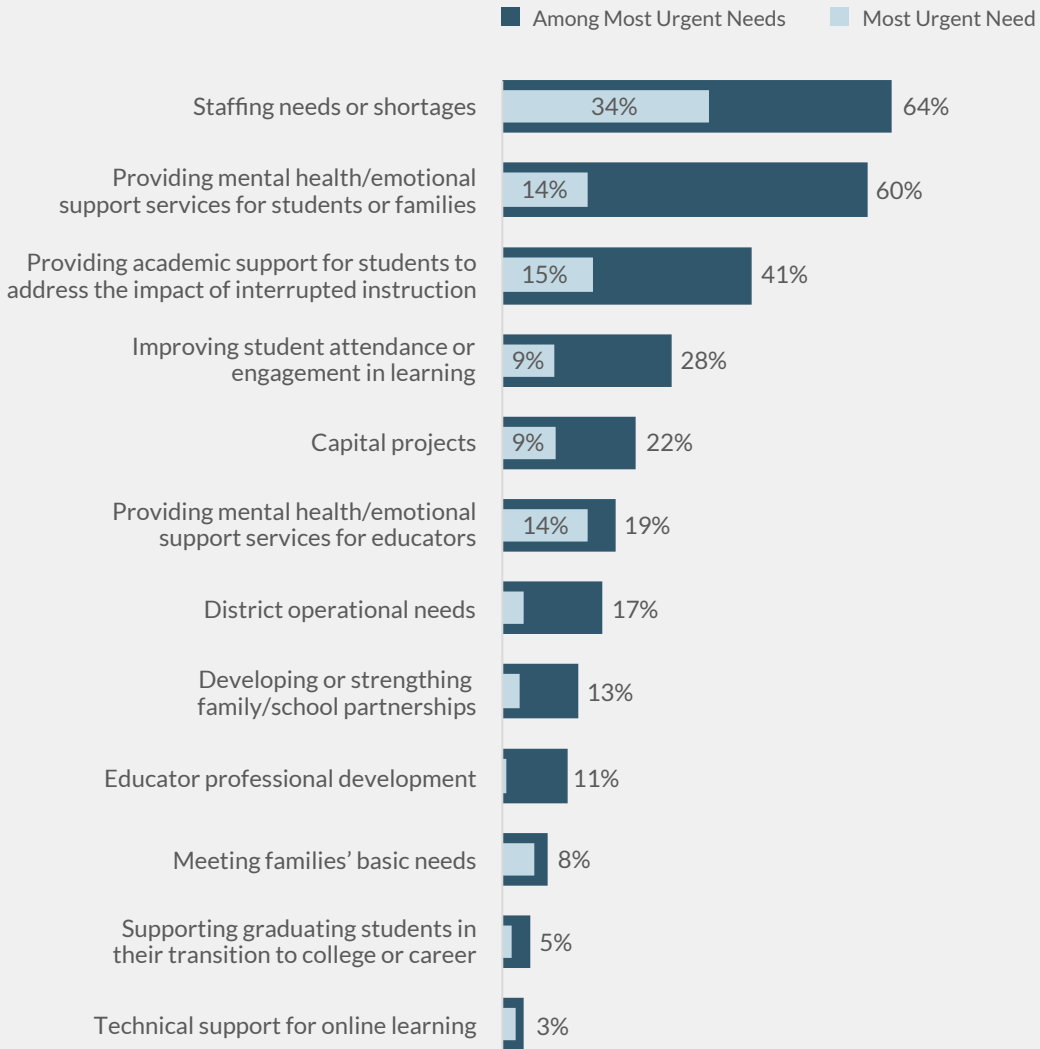 Among Most Urgent Needs Most Urgent Need
Staffing needs or shortages 34% 64%
Providing mental health/emotional
support services for students or families 14% 60%
Providing academic support for students to
address the impact of interrupted instruction 15% 41%
Improving student attendance or
engagement in learning 9% 28%
Capital projects 9% 22%
Providing mental health/emotional
support services for educators 14% 19%
District operational needs 17%
Developing or strengthing
family/school partnerships 13%
Educator professional development 11%
Meeting families’ basic needs 8%
Supporting graduating students in
their transition to college or career 5%
Technical support for online learning 3%